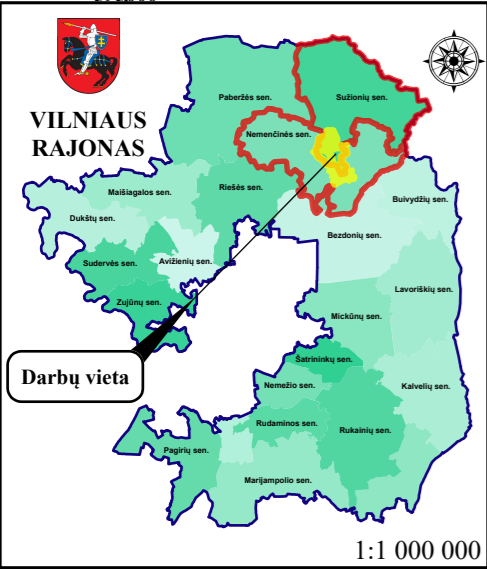 VILNIAUS
RAJONAS
Paberžės sen.
Sužionių sen.
Nemenčinės sen.
Maišiagalos sen.
Riešės sen.
Buivydžių sen.
Dukštų sen.
Bezdonių sen.
Sudervės sen.
Avižienių sen.
Lavoriškių sen.
Zujūnų sen.
Mickūnų sen.
Darbų vieta
Šatrininkų sen.
Nemežio sen.
Kalvelių sen.
Rudaminos sen.
Rukainių sen.
Pagirių sen.
Marijampolio sen.
1:1 000 000